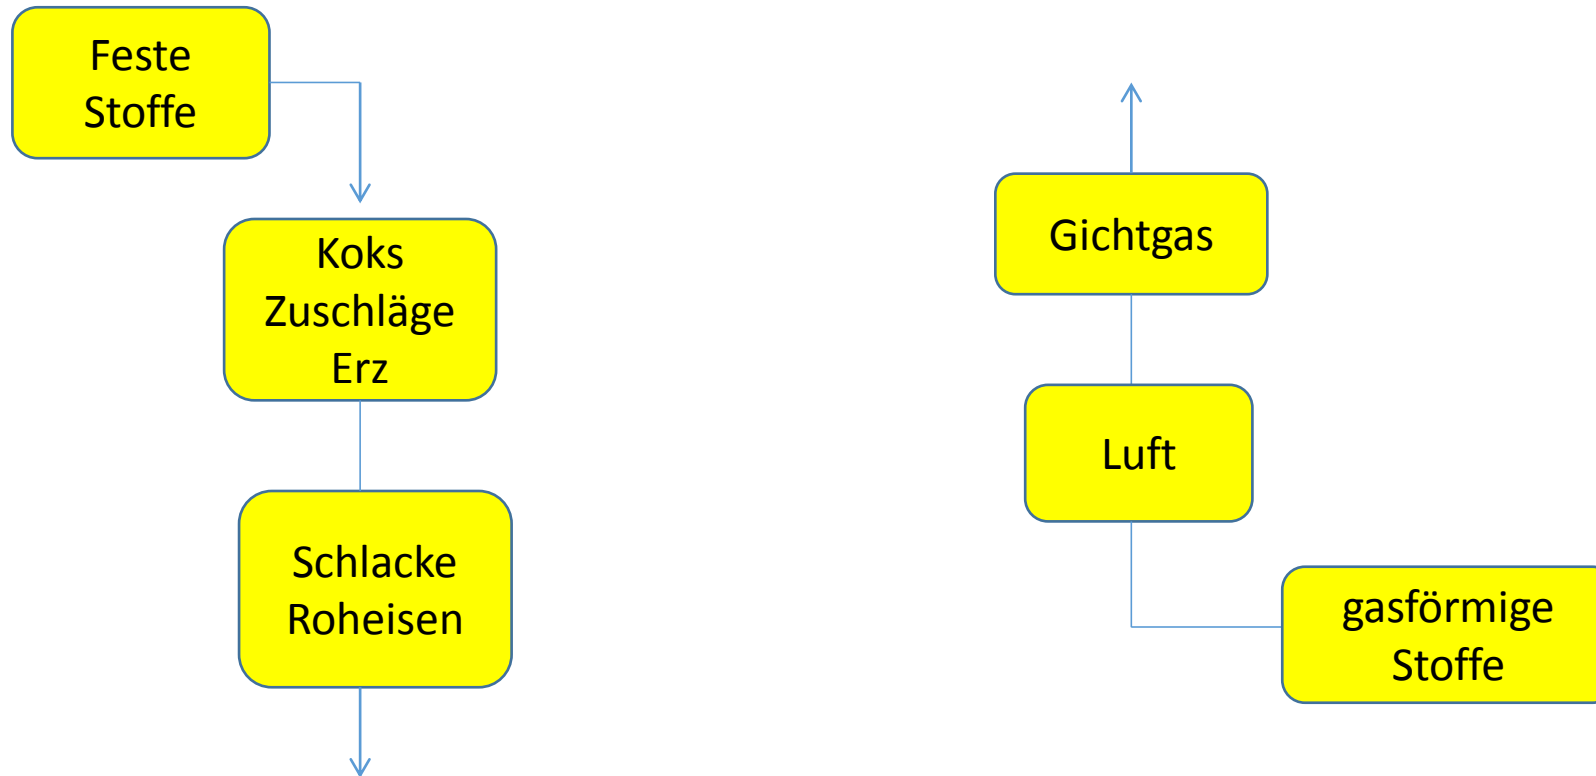 Feste
Stoffe
Koks
Zuschläge
Erz
Schlacke
Roheisen
Gichtgas
Luft
gasförmige
Stoffe